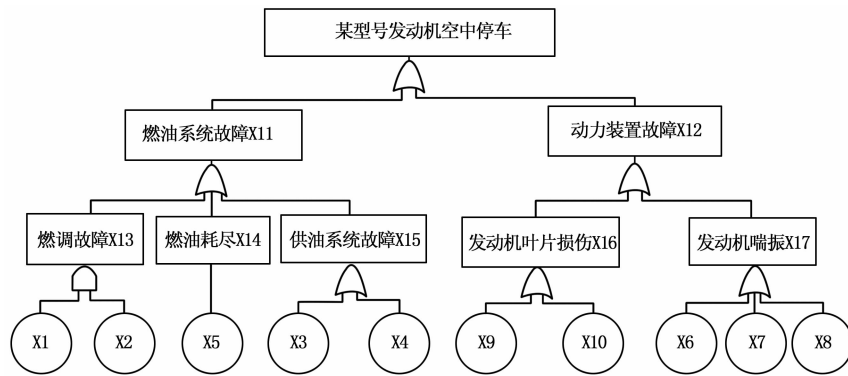 某型号发动机空中停车
燃油系统故障X11
动力装置故障X12
燃调故障X13
燃油耗尽X14
供油系统故障X15
发动机叶片损伤X16
发动机喘振X17
X1
X2
X5
X3
X4
X9
X10
X6
X7
X8